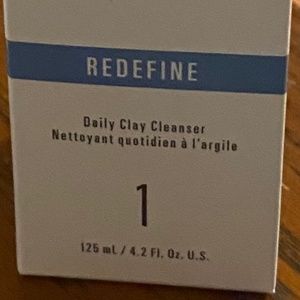 REDEFINE
Daily Clay Cleanser
Nettoyant quotidien à l'argile
1
125 mL / 4.2 Fl. Oz. U.S.